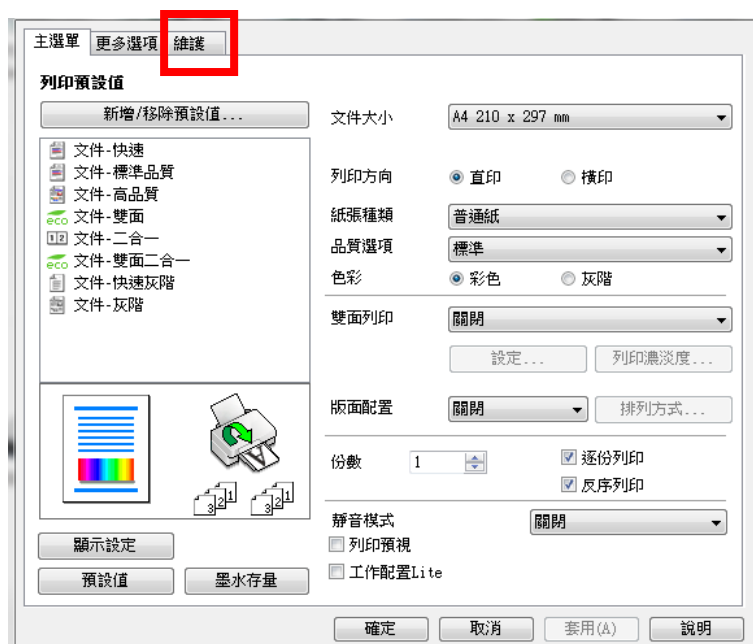 主選單 更多選項 維護
列印預設值
新增/移除預設值...
文件-快速
文件-標準品質
文件-高品質
eco 文件-雙面
文件-二合一
eco 文件-雙面二合一
文件-快速灰階
文件-灰階
顯示設定
預設值 墨水存量
文件大小 A4 210 x 297 mm
列印方向 直印 橫印
紙張種類 普通紙
品質選項 標準
色彩 彩色 灰階
雙面列印 關閉
設定... 列印濃淡度...
版面配置 關閉 排列方式...
份數 1 逐份列印
反序列印
靜音模式 關閉
列印預視
工作配置Lite
確定 取消 套用(A) 說明